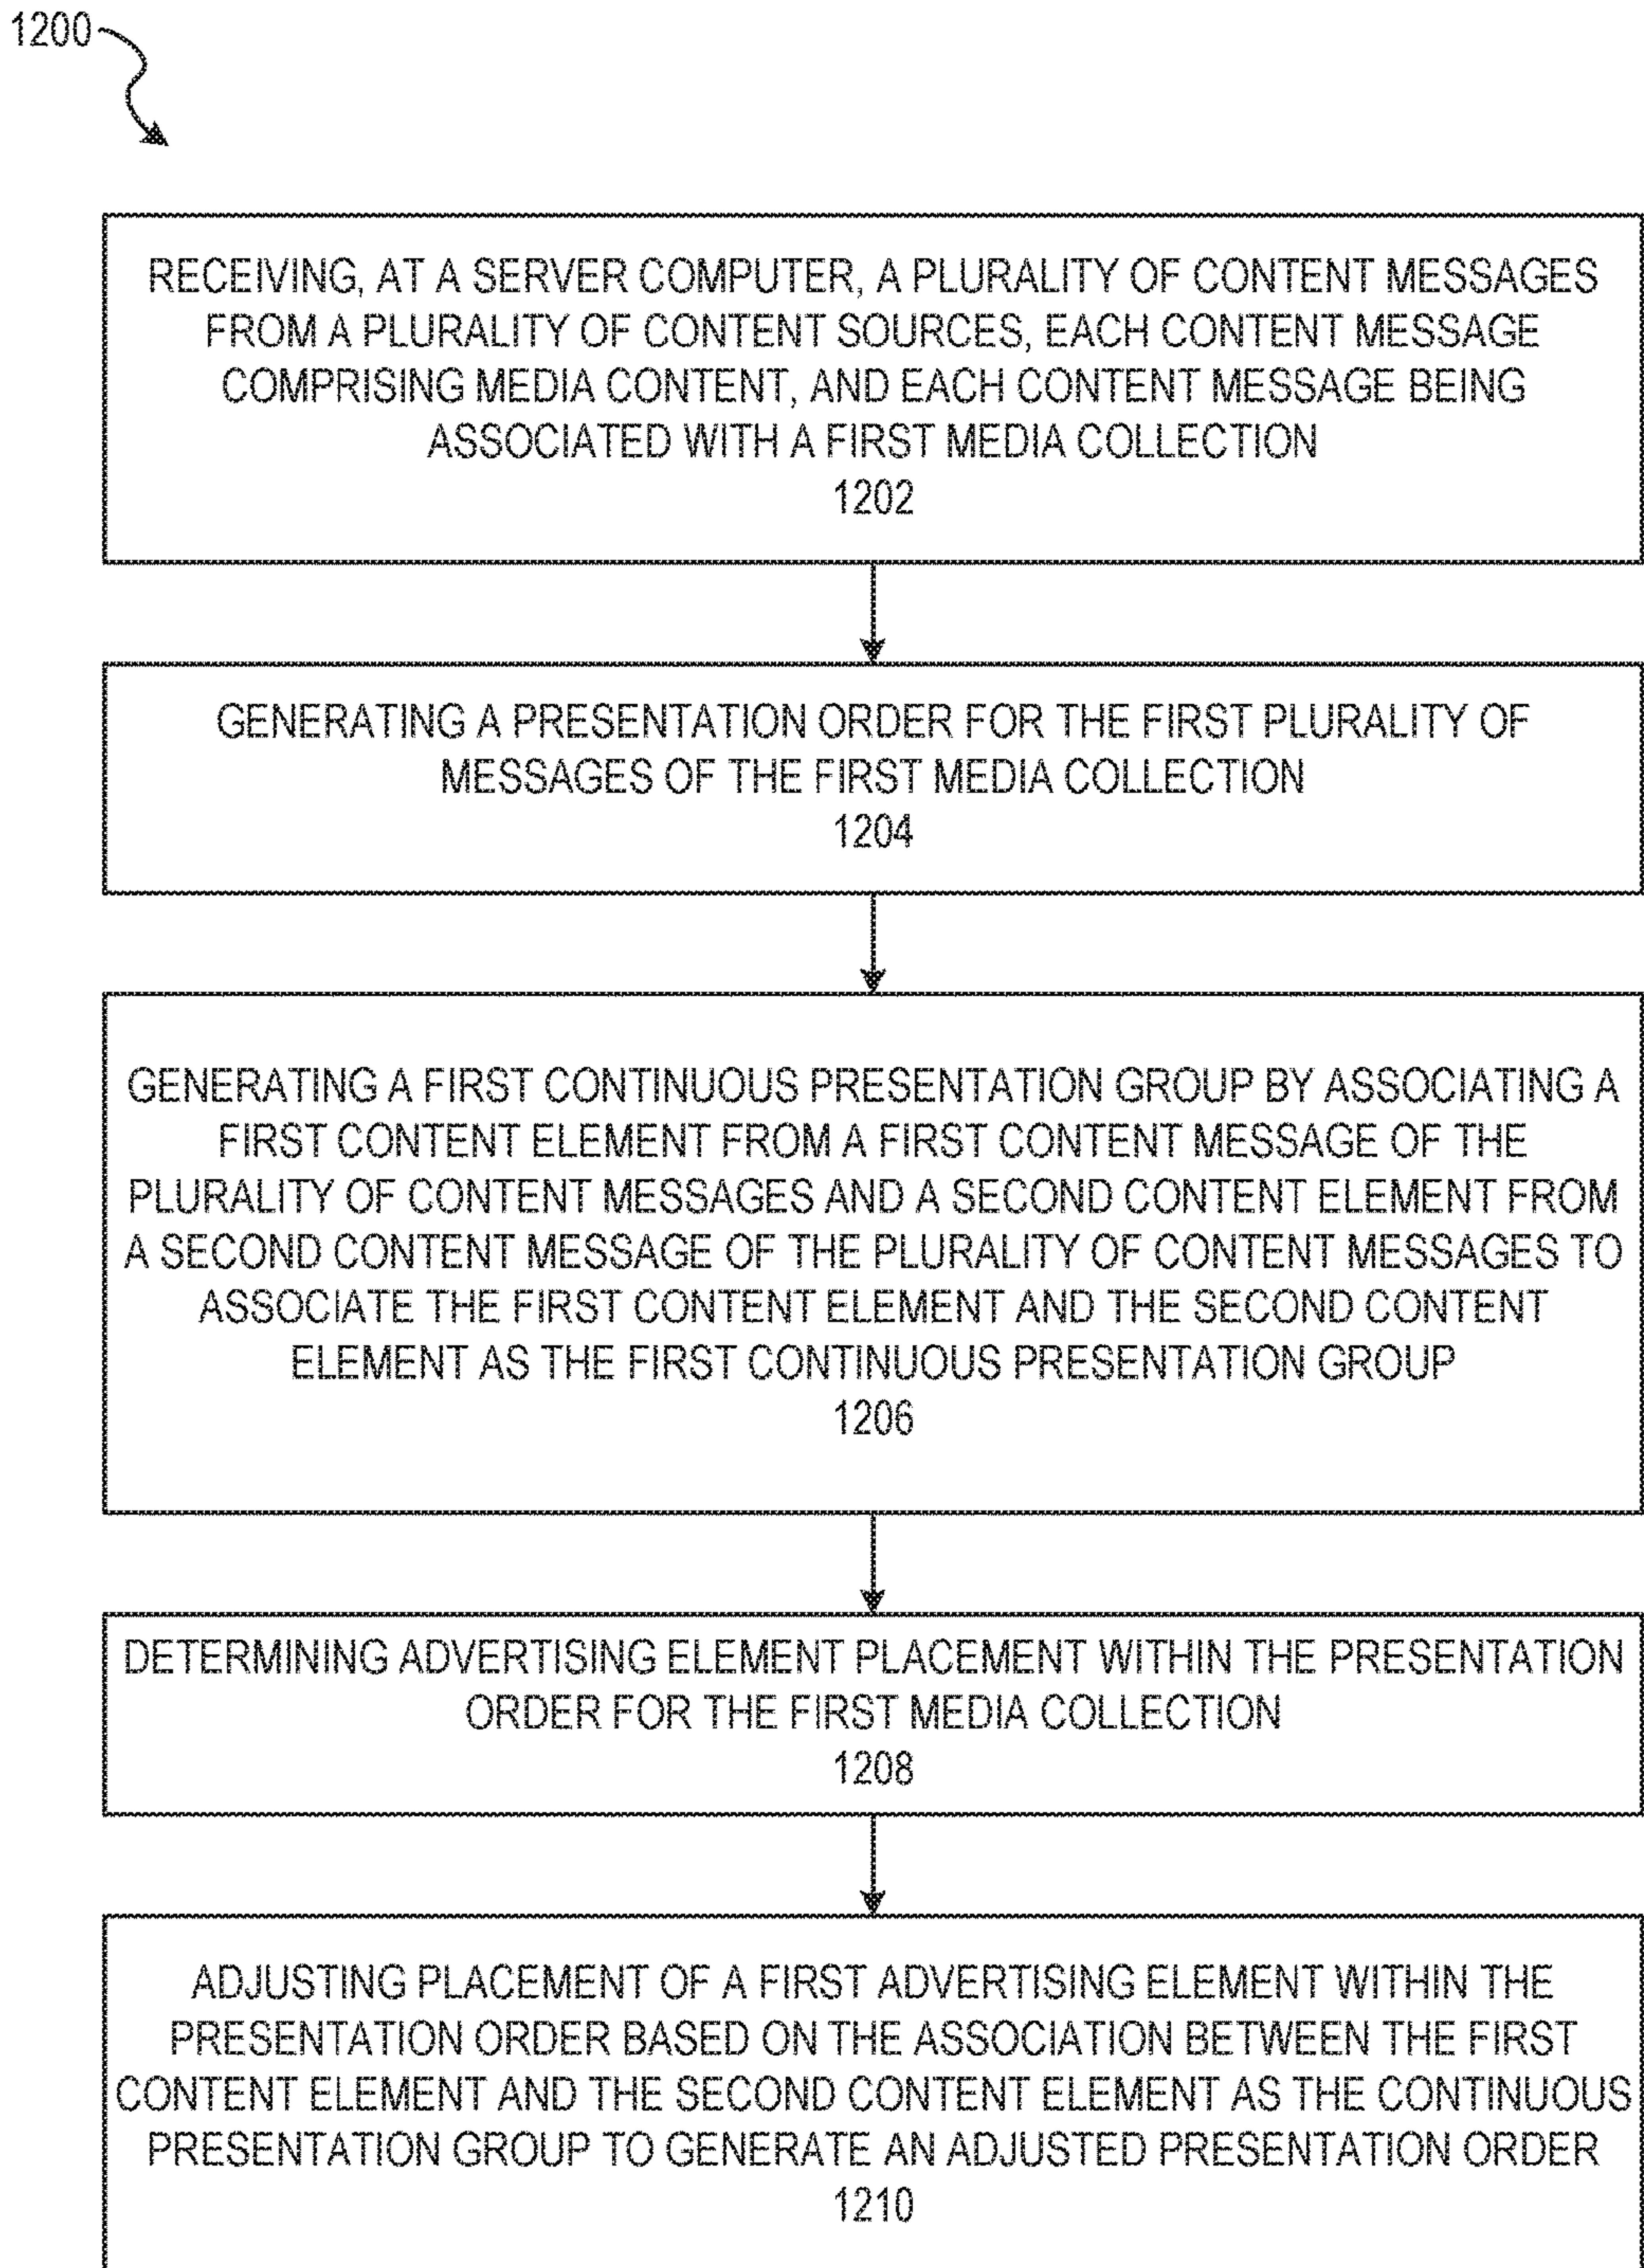 1200
RECEIVING, AT A SERVER COMPUTER, A PLURALITY OF CONTENT MESSAGES
FROM A PLURALITY OF CONTENT SOURCES, EACH CONTENT MESSAGE
COMPRISING MEDIA CONTENT, AND EACH CONTENT MESSAGE BEING
ASSOCIATED WITH A FIRST MEDIA COLLECTION
1202
GENERATING A PRESENTATION ORDER FOR THE FIRST PLURALITY OF
MESSAGES OF THE FIRST MEDIA COLLECTION
1204
GENERATING A FIRST CONTINUOUS PRESENTATION GROUP BY ASSOCIATING A
FIRST CONTENT ELEMENT FROM A FIRST CONTENT MESSAGE OF THE
PLURALITY OF CONTENT MESSAGES AND A SECOND CONTENT ELEMENT FROM
A SECOND CONTENT MESSAGE OF THE PLURALITY OF CONTENT MESSAGES TO
ASSOCIATE THE FIRST CONTENT ELEMENT AND THE SECOND CONTENT
ELEMENT AS THE FIRST CONTINUOUS PRESENTATION GROUP
1206
DETERMINING ADVERTISING ELEMENT PLACEMENT WITHIN THE PRESENTATION
ORDER FOR THE FIRST MEDIA COLLECTION
1208
ADJUSTING PLACEMENT OF A FIRST ADVERTISING ELEMENT WITHIN THE
PRESENTATION ORDER BASED ON THE ASSOCIATION BETWEEN THE FIRST
CONTENT ELEMENT AND THE SECOND CONTENT ELEMENT AS THE CONTINUOUS
PRESENTATION GROUP TO GENERATE AN ADJUSTED PRESENTATION ORDER
1210